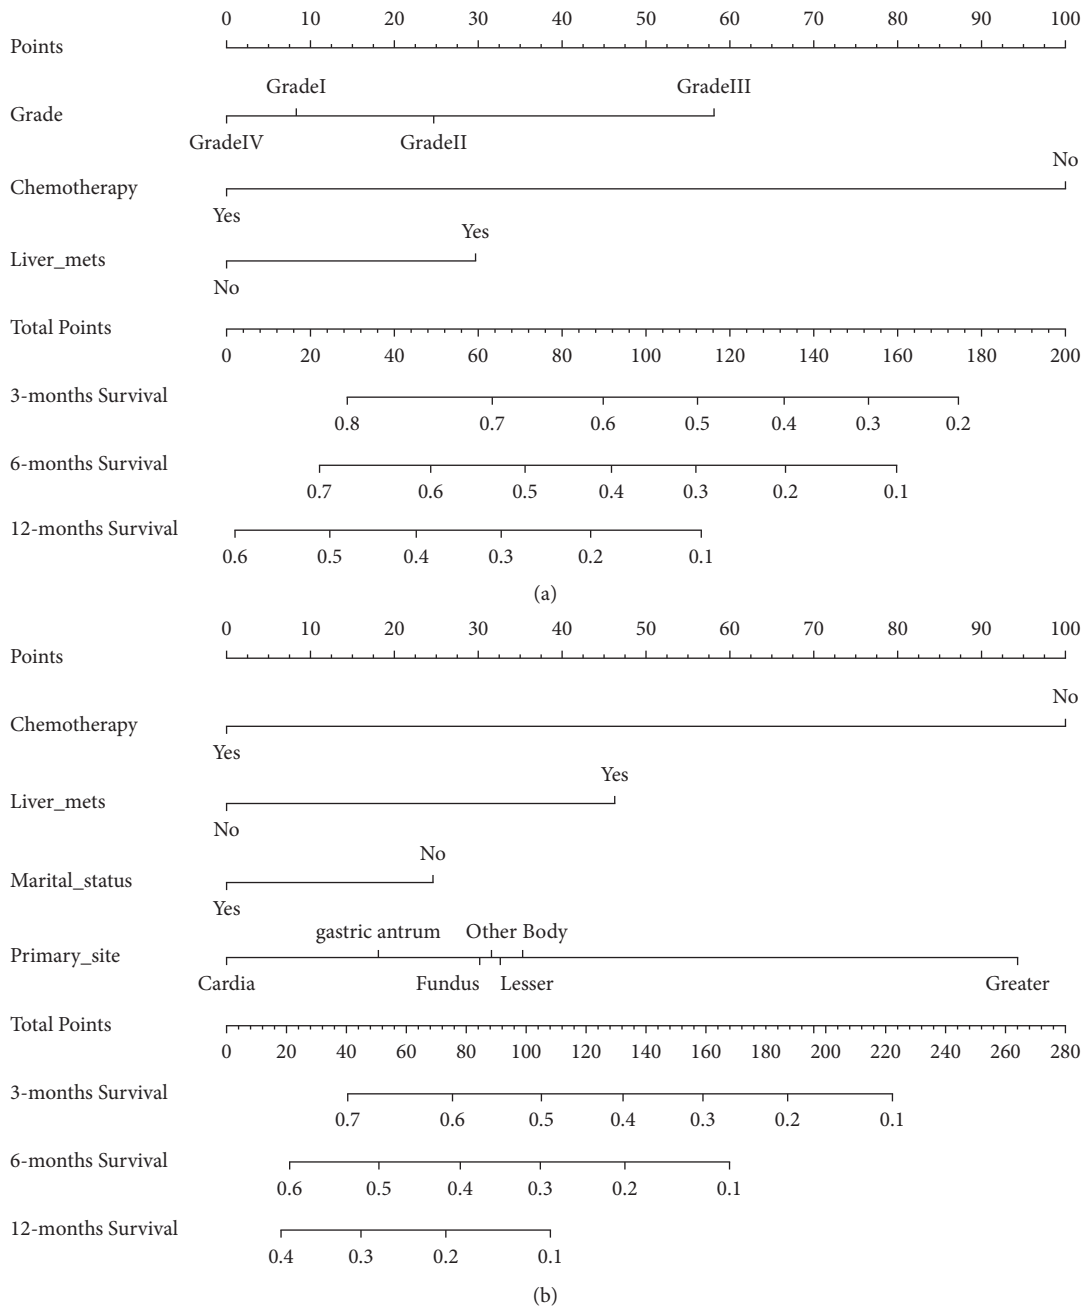 0 10 20 30 40 50 60 70 80 90 100
Points
GradeI GradeIII
Grade
GradeIV GradeII
No
Chemotherapy
Yes
Yes
Liver_mets
No
Total Points
0 20 40 60 80 100 120 140 160 180 200
3-months Survival
0.8 0.7 0.6 0.5 0.4 0.3 0.2
6-months Survival
0.7 0.6 0.5 0.4 0.3 0.2 0.1
12-months Survival
0.6 0.5 0.4 0.3 0.2 0.1
(a)
0 10 20 30 40 50 60 70 80 90 100
Points
No
Chemotherapy
Yes
Yes
Liver_mets
No
No
Marital_status
Yes
gastric antrum Other Body
Primary_site
Cardia Fundus Lesser Greater
Total Points
0 20 40 60 80 100 120 140 160 180 200 220 240 260 280
3-months Survival
0.7 0.6 0.5 0.4 0.3 0.2 0.1
6-months Survival
0.6 0.5 0.4 0.3 0.2 0.1
12-months Survival
0.4 0.3 0.2 0.1
(b)